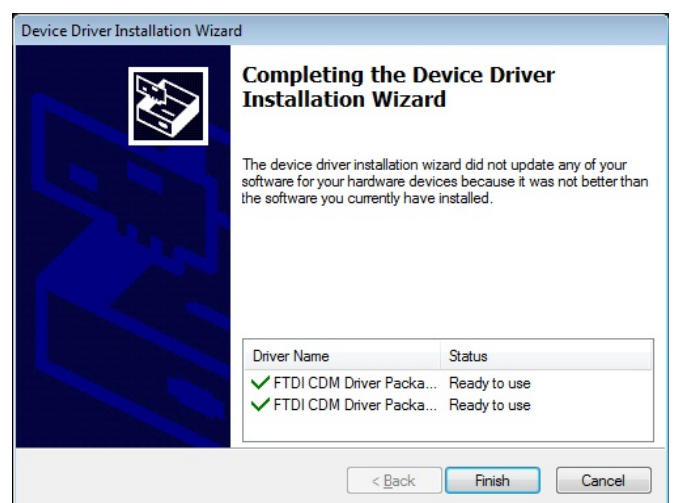 Device Driver Installation Wizard
Completing the Device Driver
Installation Wizard
The device driver installation wizard did not update any of your
software for your hardware devices because it was not better than
the software you currently have installed.
Driver Name Status
FTDI CDM Driver Packa... Ready to use
FTDI CDM Driver Packa... Ready to use
< Back Finish Cancel